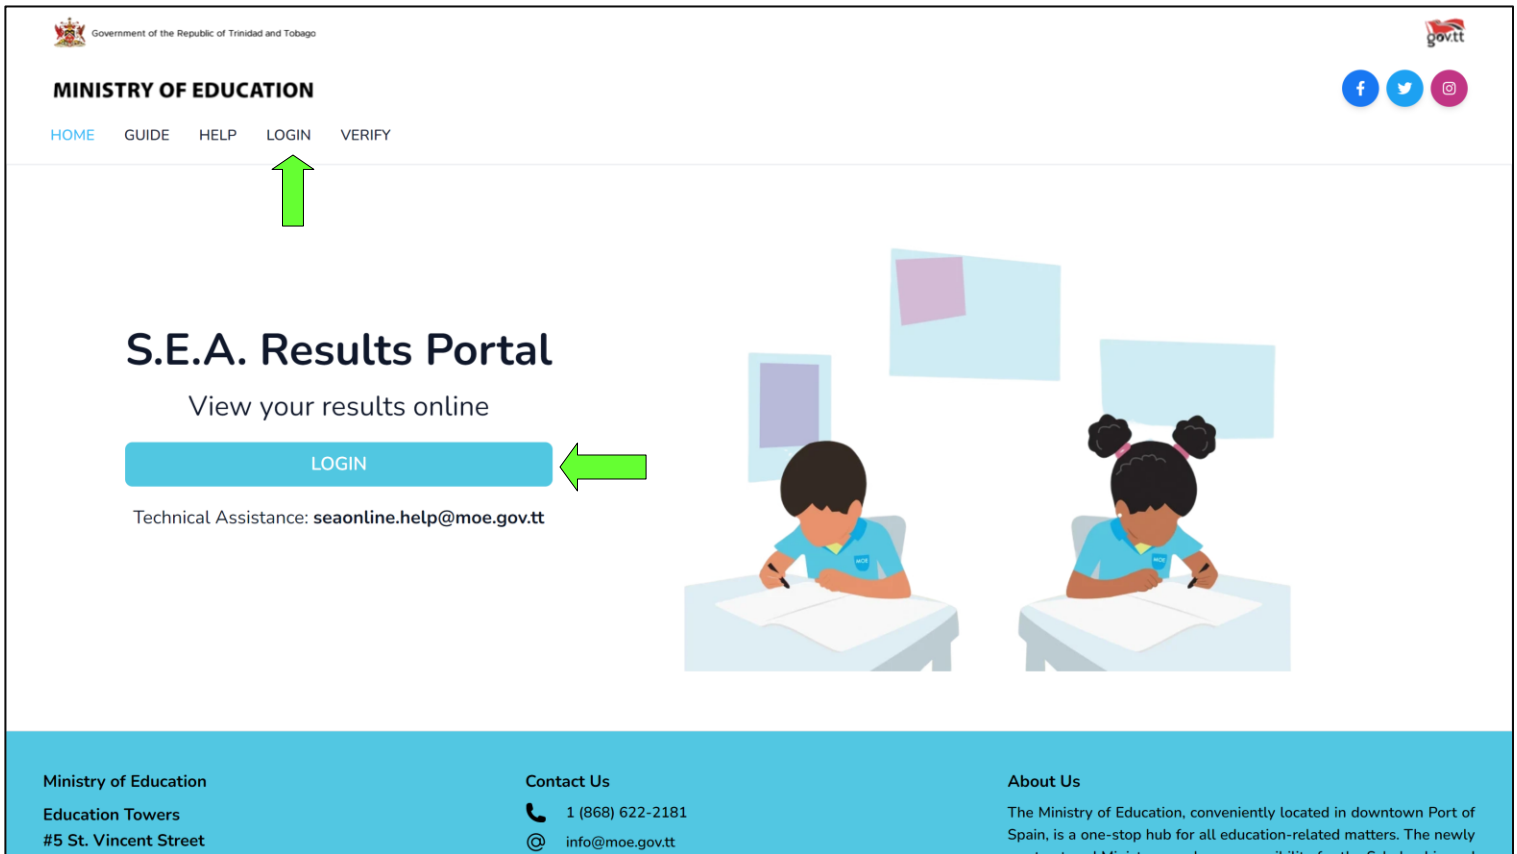 Government of the Republic of Trinidad and Tobago
gov.tt
MINISTRY OF EDUCATION
HOME GUIDE HELP LOGIN VERIFY
S.E.A. Results Portal
View your results online
LOGIN
Technical Assistance: seaonline.help@moe.gov.tt
MOE
MOE
Ministry of Education
Education Towers
#5 St. Vincent Street
Contact Us
1 (868) 622-2181
info@moe.gov.tt
About Us
The Ministry of Education, conveniently located in downtown Port of
Spain, is a one-stop hub for all education-related matters. The newly